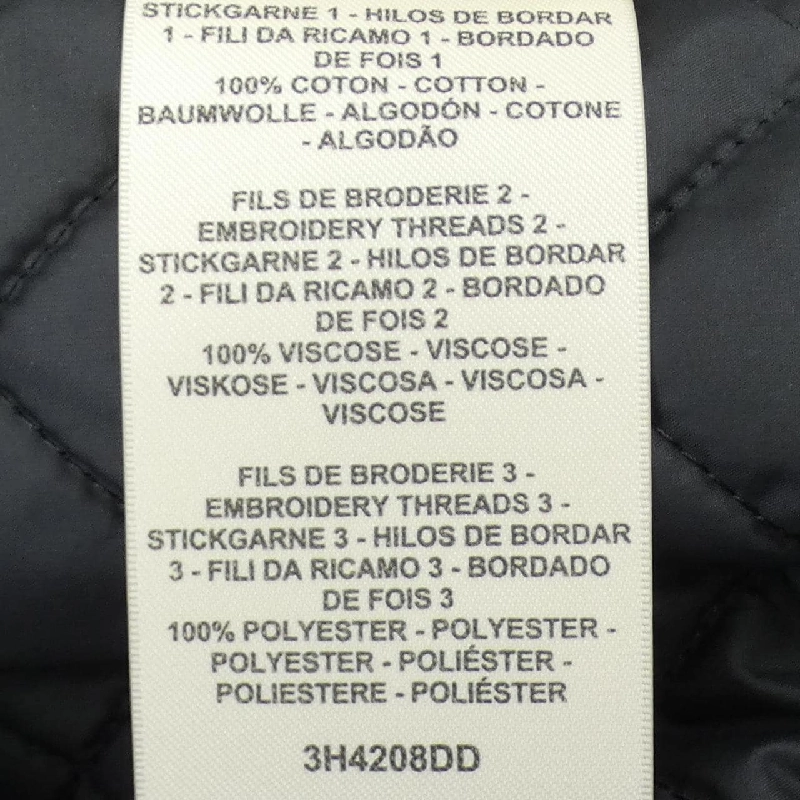 STICKGARNE 1 - HILOS DE BORDAR
1 - FILI DA RICAMO 1 - BORDADO
DE FOIS 1
100% COTON - COTTON -
BAUMWOLLE - ALGODÓN - COTONE
- ALGODÃO
FILS DE BRODERIE 2 -
EMBROIDERY THREADS 2 -
STICKGARNE 2 - HILOS DE BORDAR
2 - FILI DA RICAMO 2 - BORDADO
DE FOIS 2
100% VISCOSE - VISCOSE -
VISKOSE - VISCOSA - VISCOSA -
VISCOSE
FILS DE BRODERIE 3 -
EMBROIDERY THREADS 3 -
STICKGARNE 3 - HILOS DE BORDAR
3 - FILI DA RICAMO 3 - BORDADO
DE FOIS 3
100% POLYESTER - POLYESTER -
POLYESTER - POLIÉSTER -
POLIESTERE - POLIÉSTER
3H4208DD